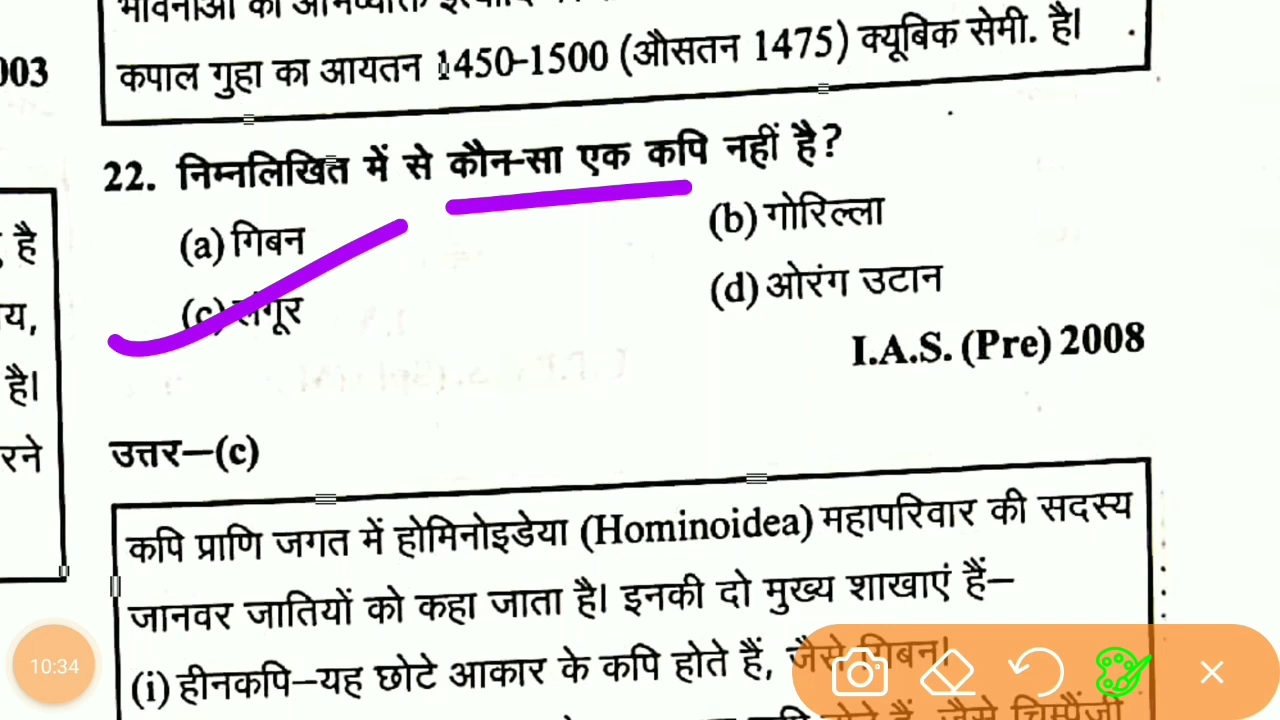 003
कपाल गुहा का आयतन 1450-1500 (औसतन 1475) क्यूबिक सेमी. है।
22. निम्नलिखित में से कौन-सा एक कपि नहीं है?
(a) गिबन
(b) गोरिल्ला
(c) लंगूर
(d) ओरंग उटान
I.A.S. (Pre) 2008
उत्तर–(c)
है
य,
है।
रने
कपि प्राणि जगत में होमिनोइडेया (Hominoidea) महापरिवार की सदस्य
जानवर जातियों को कहा जाता है। इनकी दो मुख्य शाखाएं हैं–
(i) हीनकपि–यह छोटे आकार के कपि होते हैं, जैसे गिबन।
10:34